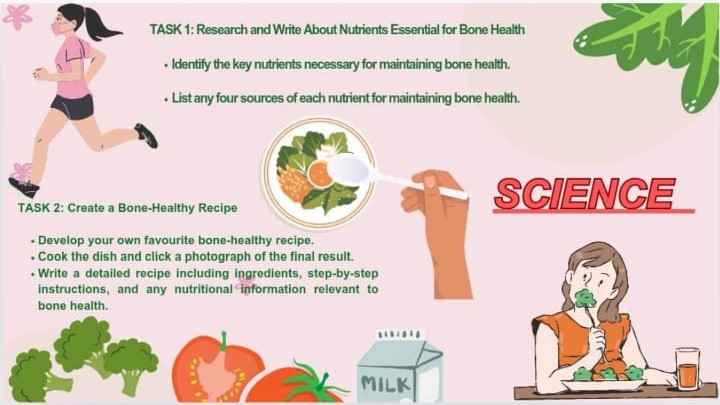 TASK 1: Research and Write About Nutrients Essential for Bone Health
• Identify the key nutrients necessary for maintaining bone health.
• List any four sources of each nutrient for maintaining bone health.
SCIENCE
TASK 2: Create a Bone-Healthy Recipe
• Develop your own favourite bone-healthy recipe.
• Cook the dish and click a photograph of the final result.
• Write a detailed recipe including ingredients, step-by-step
instructions, and any nutritional information relevant to
bone health.
MILK